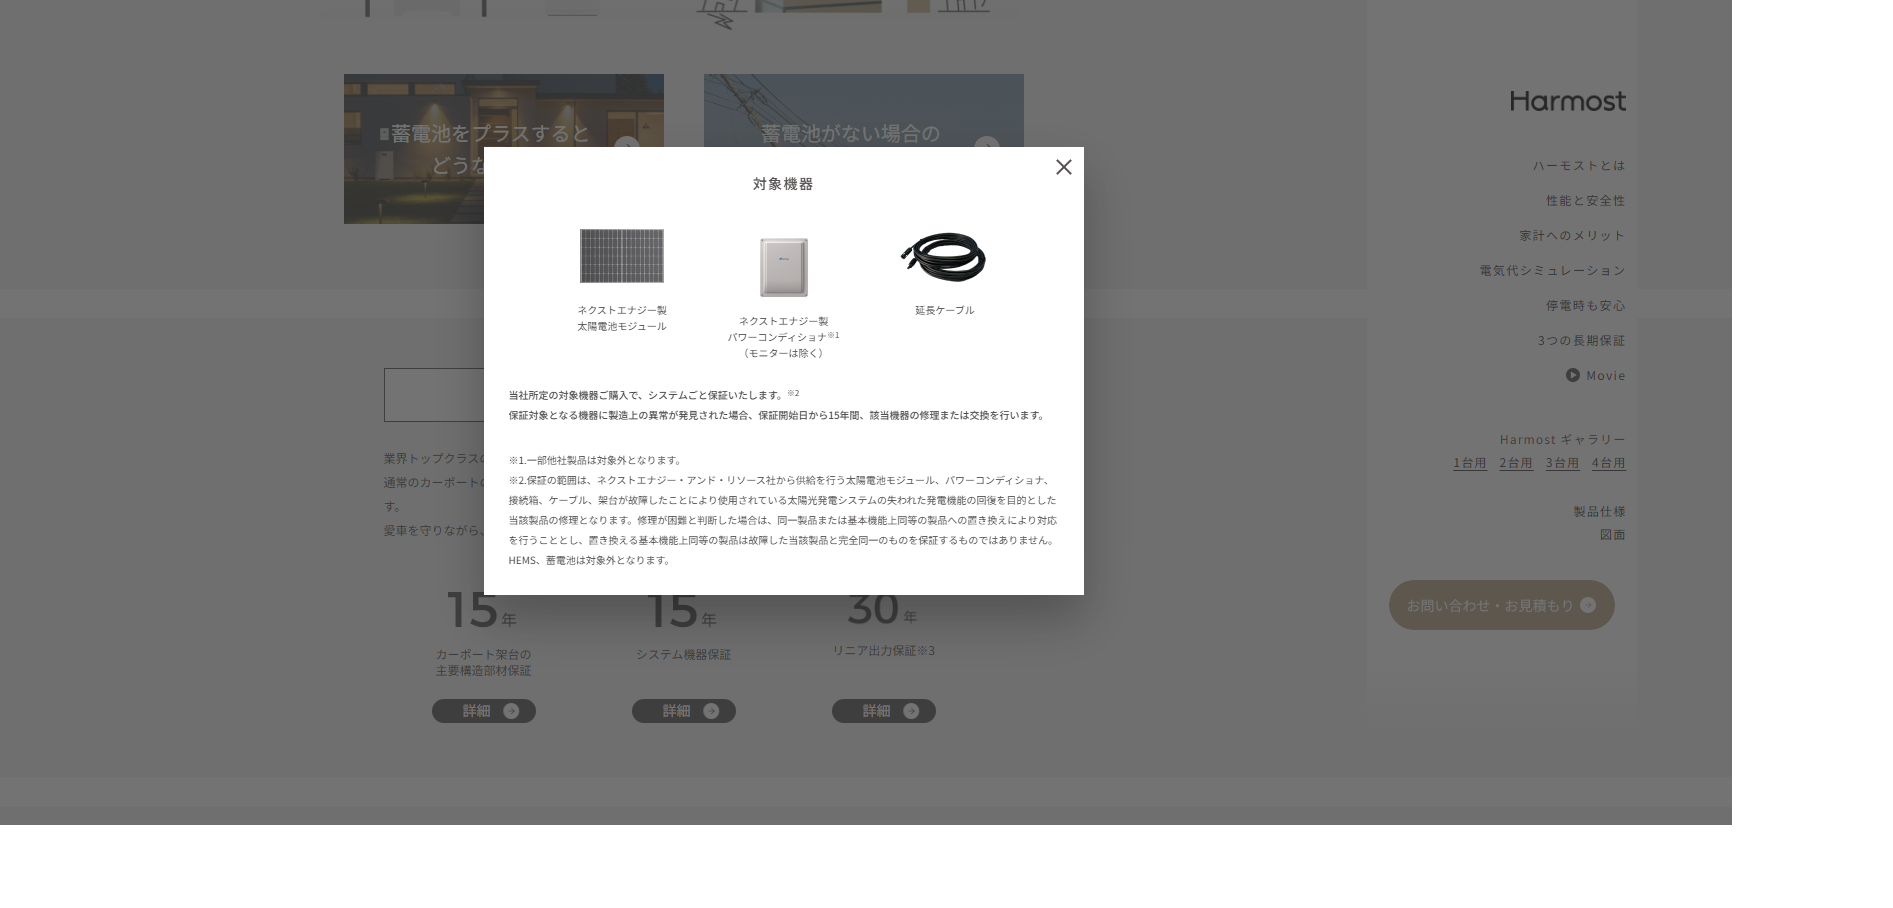 蓄電池をプラスすると
どうな
蓄電池がない場合の
対象機器
ネクストエナジー製
太陽電池モジュール
ネクストエナジー製
パワーコンディショナ※1
（モニターは除く）
延長ケーブル
当社所定の対象機器ご購入で、システムごと保証いたします。※2
保証対象となる機器に製造上の異常が発見された場合、保証開始日から15年間、該当機器の修理または交換を行います。
※1.一部他社製品は対象外となります。
※2.保証の範囲は、ネクストエナジー・アンド・リソース社から供給を行う太陽電池モジュール、パワーコンディショナ、
接続箱、ケーブル、架台が故障したことにより使用されている太陽光発電システムの失われた発電機能の回復を目的とした
当該製品の修理となります。修理が困難と判断した場合は、同一製品または基本機能上同等の製品への置き換えにより対応
を行うこととし、置き換える基本機能上同等の製品は故障した当該製品と完全同一のものを保証するものではありません。
HEMS、蓄電池は対象外となります。
業界トップクラスの
通常のカーポートの
す。
愛車を守りながら、
15年
カーポート架台の
主要構造部材保証
詳細
15年
システム機器保証
詳細
30年
リニア出力保証※3
詳細
Harmost
ハーモストとは
性能と安全性
家計へのメリット
電気代シミュレーション
停電時も安心
3つの長期保証
Movie
Harmost ギャラリー
1台用 2台用 3台用 4台用
製品仕様
図面
お問い合わせ・お見積もり